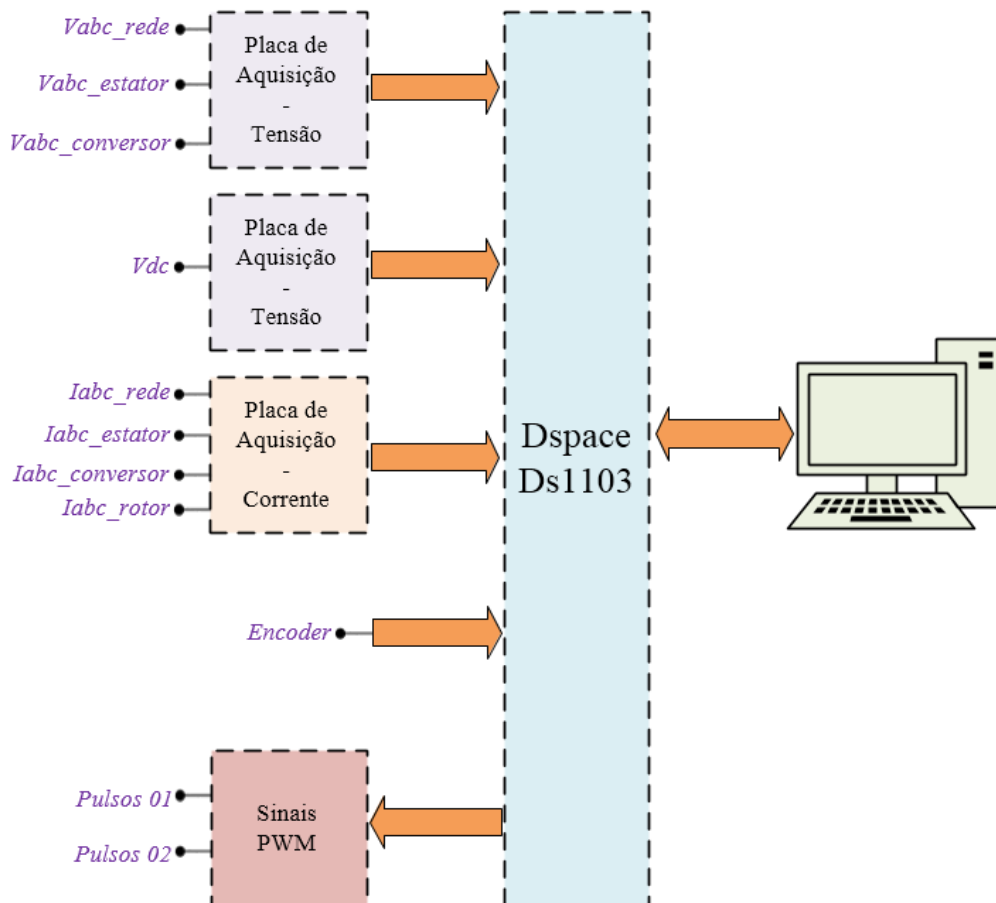 Vabc_rede
Vabc_estator
Vabc_conversor
Placa de
Aquisição
-
Tensão
Vdc
Placa de
Aquisição
-
Tensão
Iabc_rede
Iabc_estator
Iabc_conversor
Iabc_rotor
Placa de
Aquisição
-
Corrente
Encoder
Pulsos 01
Pulsos 02
Sinais
PWM
Dspace
Ds1103